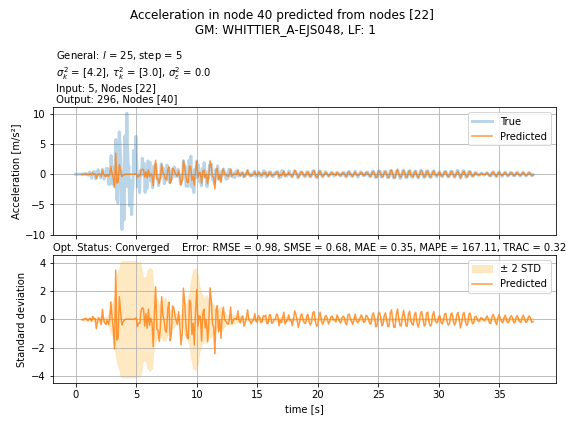 Acceleration in node 40 predicted from nodes [22]
GM: WHITTIER_A-EJS048, LF: 1
General: l = 25, step = 5
σ²ₖ = [4.2], τ²ₖ = [3.0], σ²ε = 0.0
Input: 5, Nodes [22]
Output: 296, Nodes [40]
True
Predicted
Acceleration [m/s²]
10
5
0
−5
−10
Opt. Status: Converged Error: RMSE = 0.98, SMSE = 0.68, MAE = 0.35, MAPE = 167.11, TRAC = 0.32
± 2 STD
Predicted
Standard deviation
4
2
0
−2
−4
0 5 10 15 20 25 30 35
time [s]